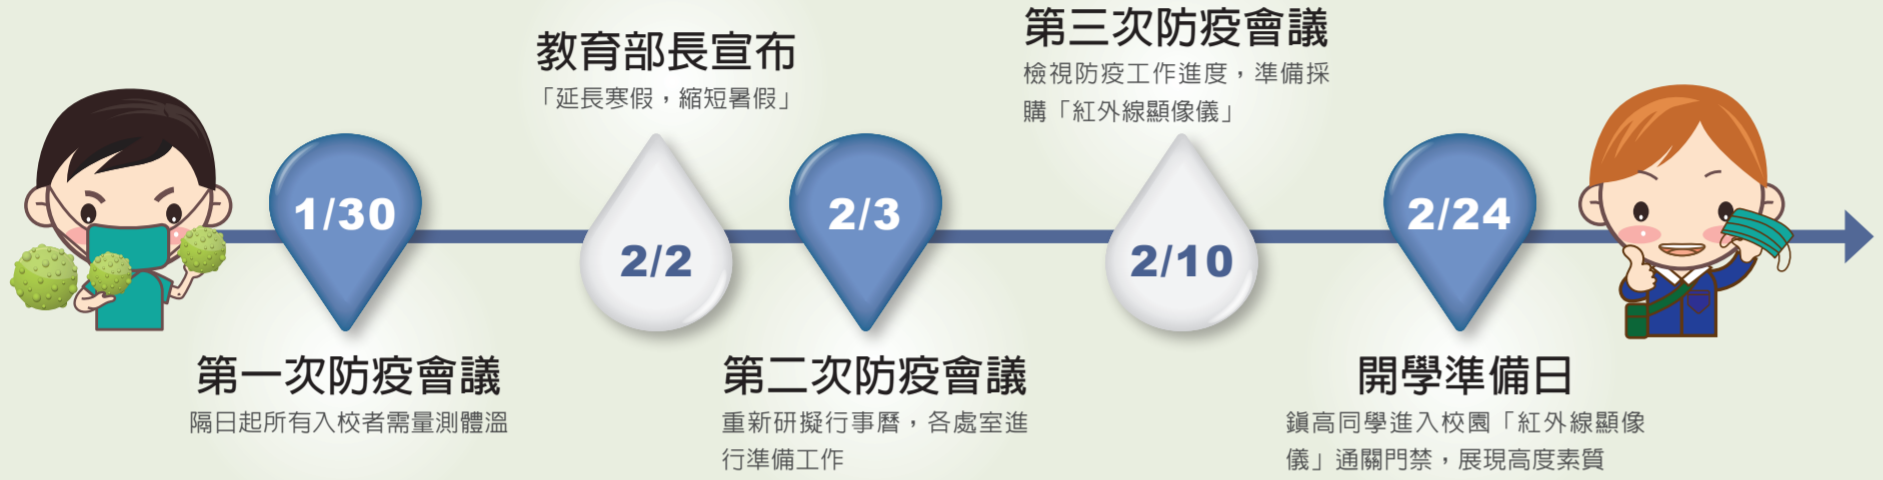 1/30
第一次防疫會議
隔日起所有入校者需量測體溫
教育部長宣布
「延長寒假，縮短暑假」
2/2
2/3
第二次防疫會議
重新研擬行事曆，各處室進
行準備工作
第三次防疫會議
檢視防疫工作進度，準備採
購「紅外線顯像儀」
2/10
2/24
開學準備日
鎮高同學進入校園「紅外線顯像
儀」通關門禁，展現高度素質